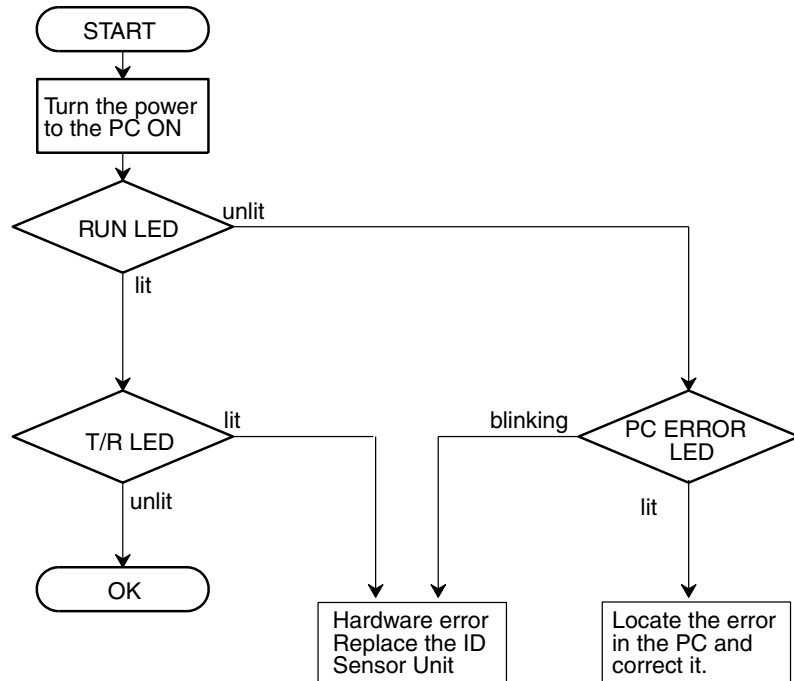 START
Turn the power
to the PC ON
RUN LED
unlit
lit
T/R LED
lit
blinking
PC ERROR
LED
unlit
lit
OK
Hardware error
Replace the ID
Sensor Unit
Locate the error
in the PC and
correct it.